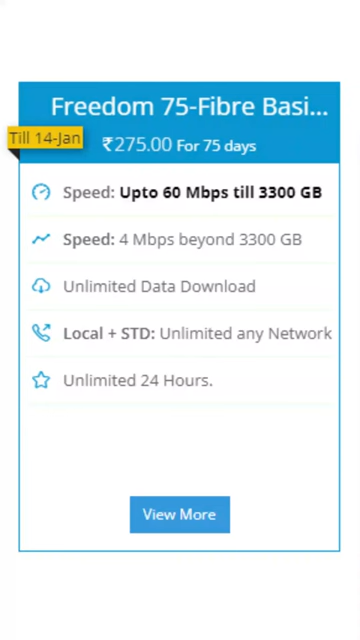 Freedom 75-Fibre Basi...
Till 14-Jan
₹275.00 For 75 days
Speed: Upto 60 Mbps till 3300 GB
Speed: 4 Mbps beyond 3300 GB
Unlimited Data Download
Local + STD: Unlimited any Network
Unlimited 24 Hours.
View More